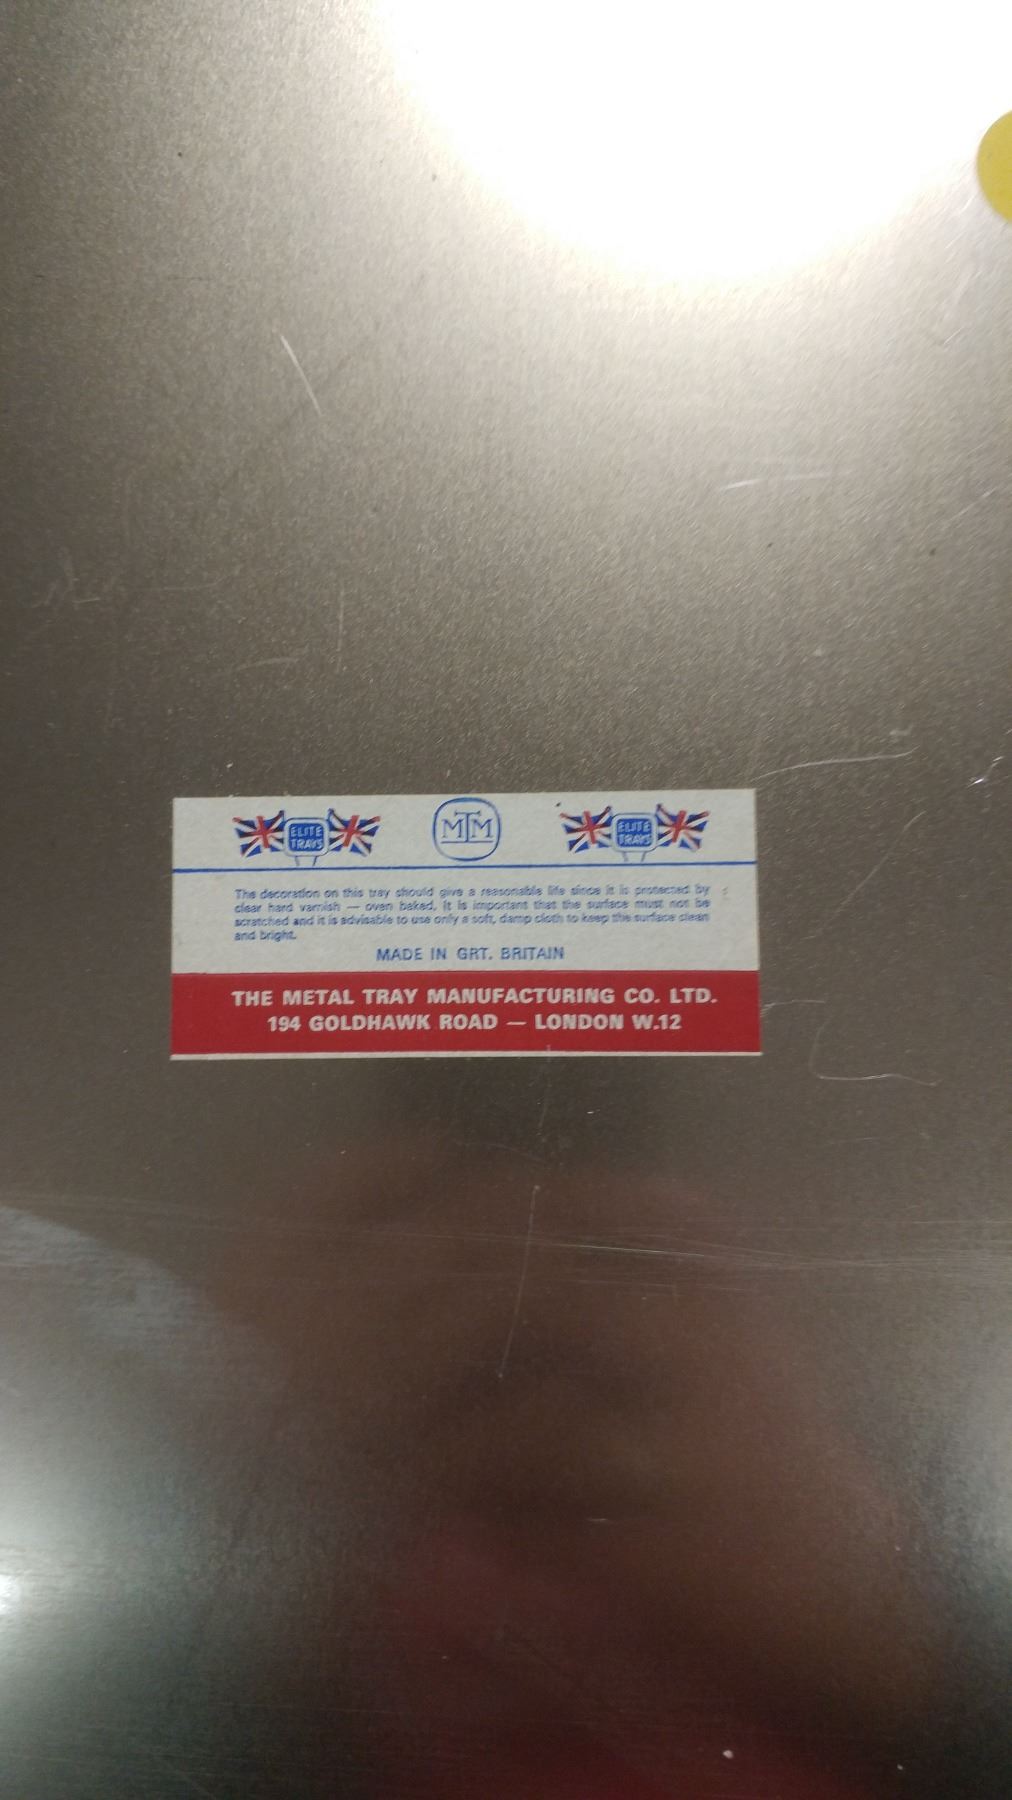 ELITE TRAYS MTM ELITE TRAYS
The decoration on this tray should give a reasonable life since it is protected by
clear hard varnish — oven baked. It is important that the surface must not be
scratched and it is advisable to use only a soft, damp cloth to keep the surface clean
and bright.
MADE IN GRT. BRITAIN
THE METAL TRAY MANUFACTURING CO. LTD.
194 GOLDHAWK ROAD — LONDON W.12